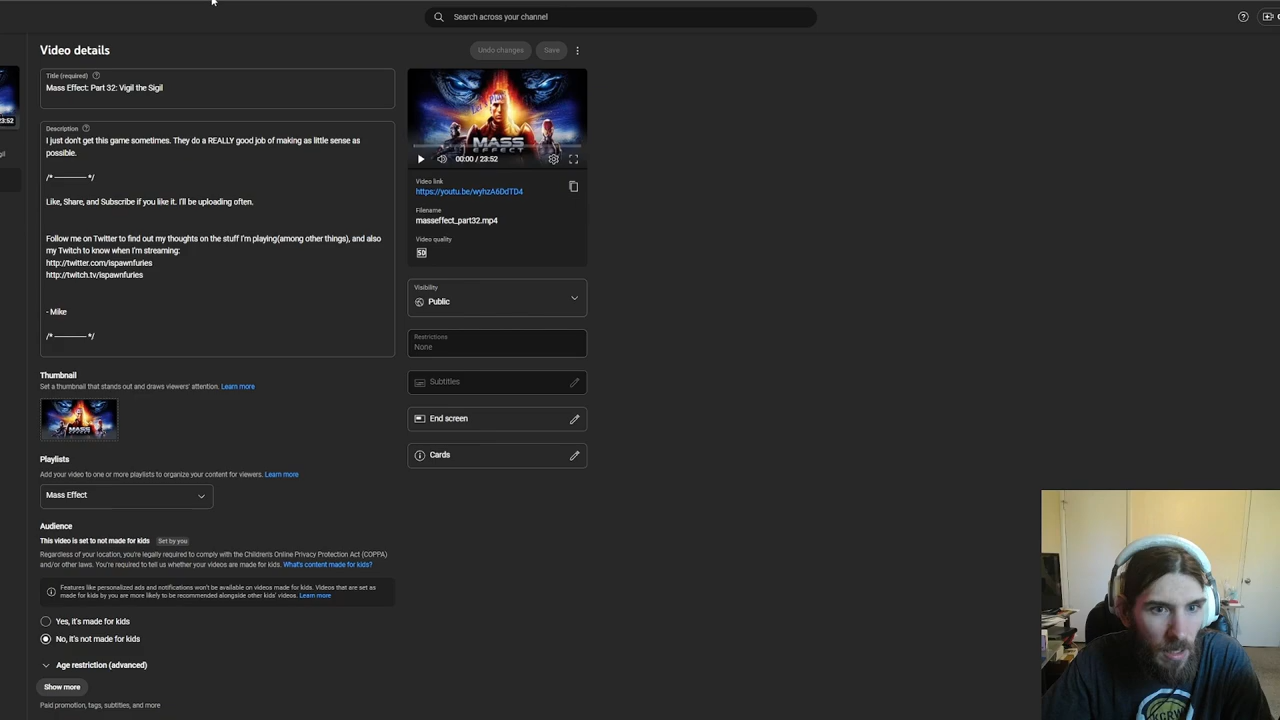 Search across your channel
Video details
Undo changes
Save
Title (required)
Mass Effect: Part 32: Vigil the Sigil
Description
I just don't get this game sometimes. They do a REALLY good job of making as little sense as
possible.
/* ---------------- */
Like, Share, and Subscribe if you like it. I'll be uploading often.
Follow me on Twitter to find out my thoughts on the stuff I'm playing(among other things), and also
my Twitch to know when I'm streaming:
http://twitter.com/ispawnfuries
http://twitch.tv/ispawnfuries
- Mike
/* ---------------- */
23:52
MASS
EFFECT
00:00 / 23:52
Video link
https://youtu.be/wyhzA6DdTD4
Filename
masseffect_part32.mp4
Video quality
SD
Visibility
Public
Restrictions
None
Subtitles
End screen
Cards
Thumbnail
Set a thumbnail that stands out and draws viewers' attention. Learn more
MASS
Playlists
Add your video to one or more playlists to organize your content for viewers. Learn more
Mass Effect
Audience
This video is set to not made for kids Set by you
Regardless of your location, you're legally required to comply with the Children's Online Privacy Protection Act (COPPA)
and/or other laws. You're required to tell us whether your videos are made for kids. What's content made for kids?
Features like personalized ads and notifications won't be available on videos made for kids. Videos that are set as
made for kids by you are more likely to be recommended alongside other kids' videos. Learn more
Yes, it's made for kids
No, it's not made for kids
Age restriction (advanced)
Show more
Paid promotion, tags, subtitles, and more